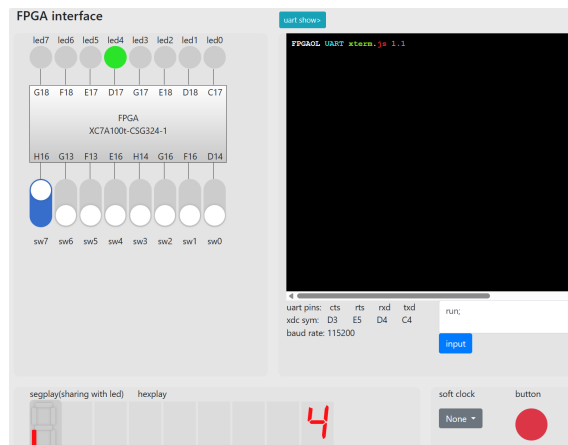 FPGA interface
led7 led6 led5 led4 led3 led2 led1 led0
G18 F18 E17 D17 G17 E18 D18 C17
FPGA
XC7A100t-CSG324-1
H16 G13 F13 E16 H14 G16 F16 D14
sw7 sw6 sw5 sw4 sw3 sw2 sw1 sw0
uart show>
FPGAOL UART xterm.js 1.1
uart pins: cts rts rxd txd
xdc sym: D3 E5 D4 C4
baud rate: 115200
run;
input
segplay(sharing with led) hexplay
4
soft clock button
None